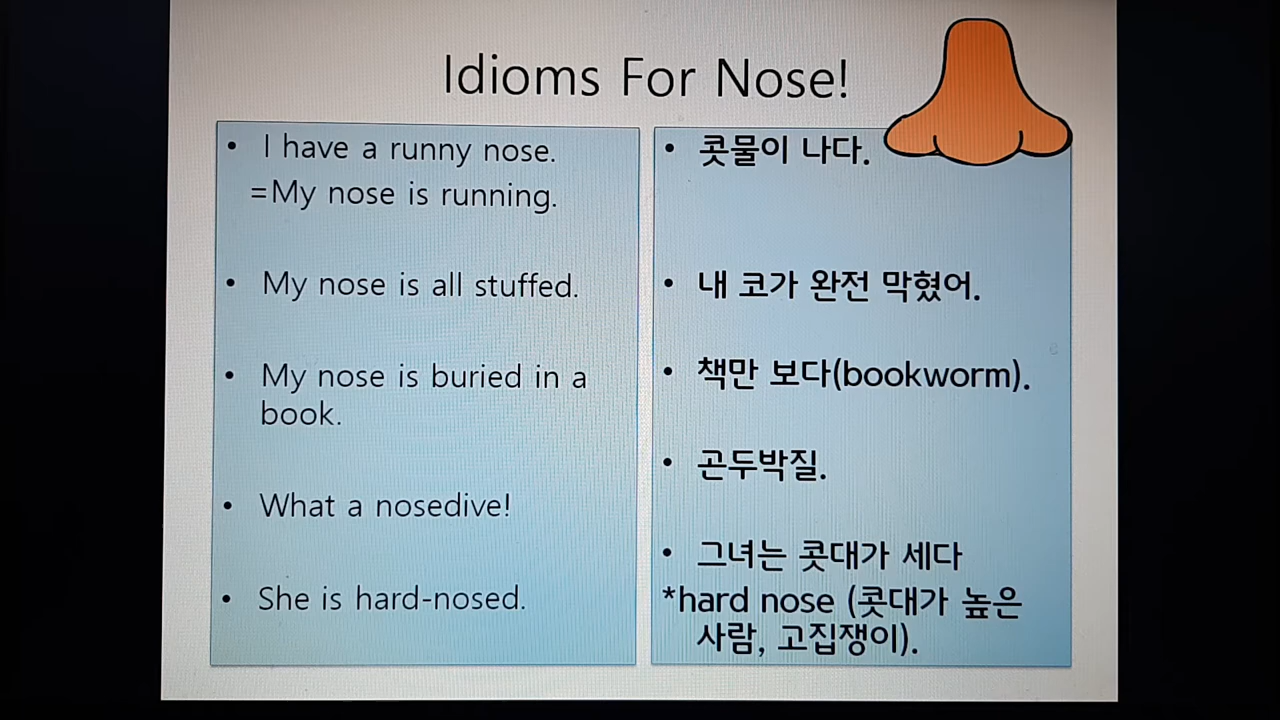 Idioms For Nose!
• I have a runny nose.
=My nose is running.
• My nose is all stuffed.
• My nose is buried in a
book.
• What a nosedive!
• She is hard-nosed.
• 콧물이 나다.
• 내 코가 완전 막혔어.
• 책만 보다(bookworm).
• 곤두박질.
• 그녀는 콧대가 세다
*hard nose (콧대가 높은
사람, 고집쟁이).